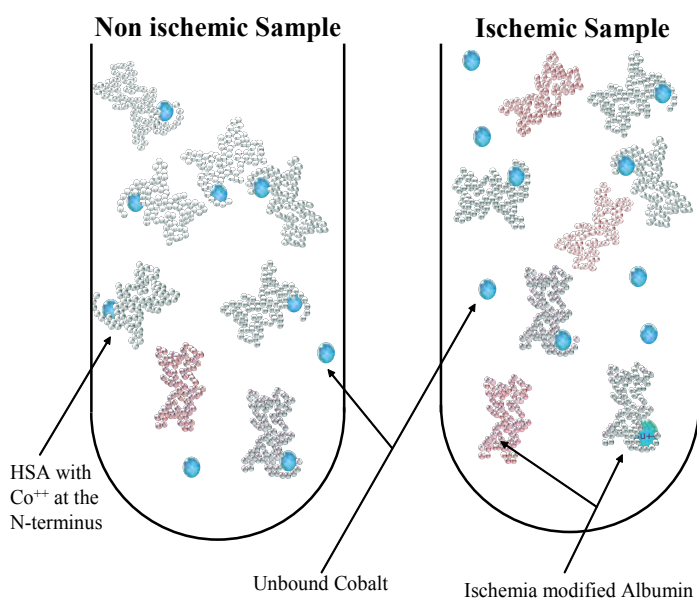 Non ischemic Sample
Ischemic Sample
HSA with
Co⁺⁺ at the
N-terminus
Unbound Cobalt
Ischemia modified Albumin